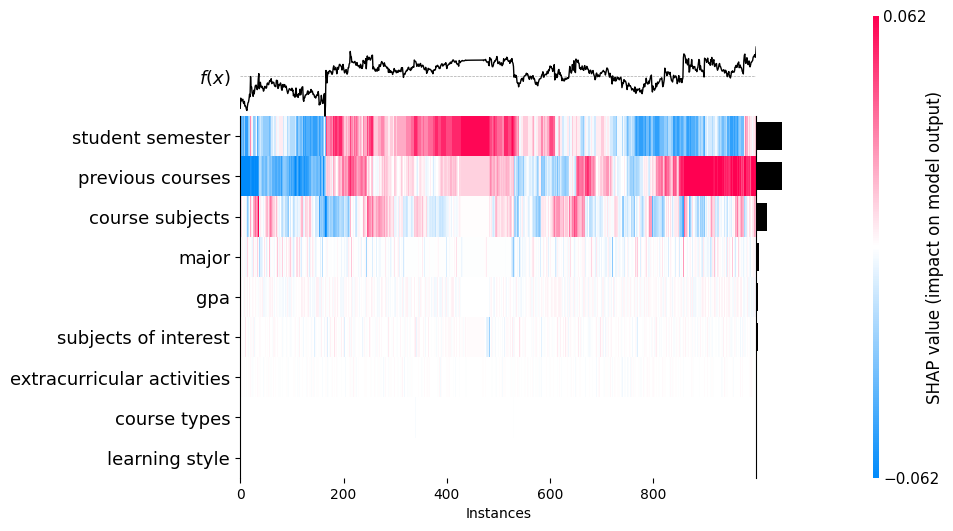 0.062
f(x)
student semester
previous courses
course subjects
major
gpa
subjects of interest
extracurricular activities
course types
learning style
0 200 400 600 800
Instances
SHAP value (impact on model output)
−0.062